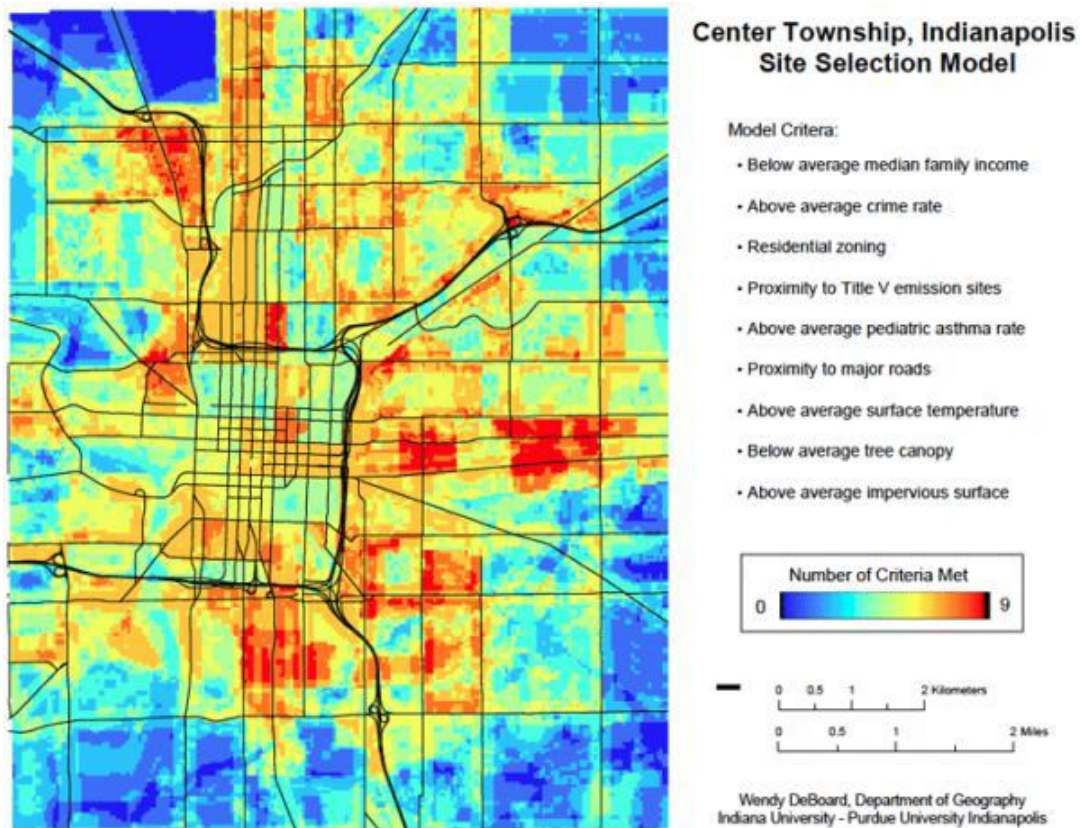 Center Township, Indianapolis
Site Selection Model
Model Critera:
• Below average median family income
• Above average crime rate
• Residential zoning
• Proximity to Title V emission sites
• Above average pediatric asthma rate
• Proximity to major roads
• Above average surface temperature
• Below average tree canopy
• Above average impervious surface
Number of Criteria Met
0 9
0 0.5 1 2 Kilometers
0 0.5 1 2 Miles
Wendy DeBoard, Department of Geography
Indiana University - Purdue University Indianapolis